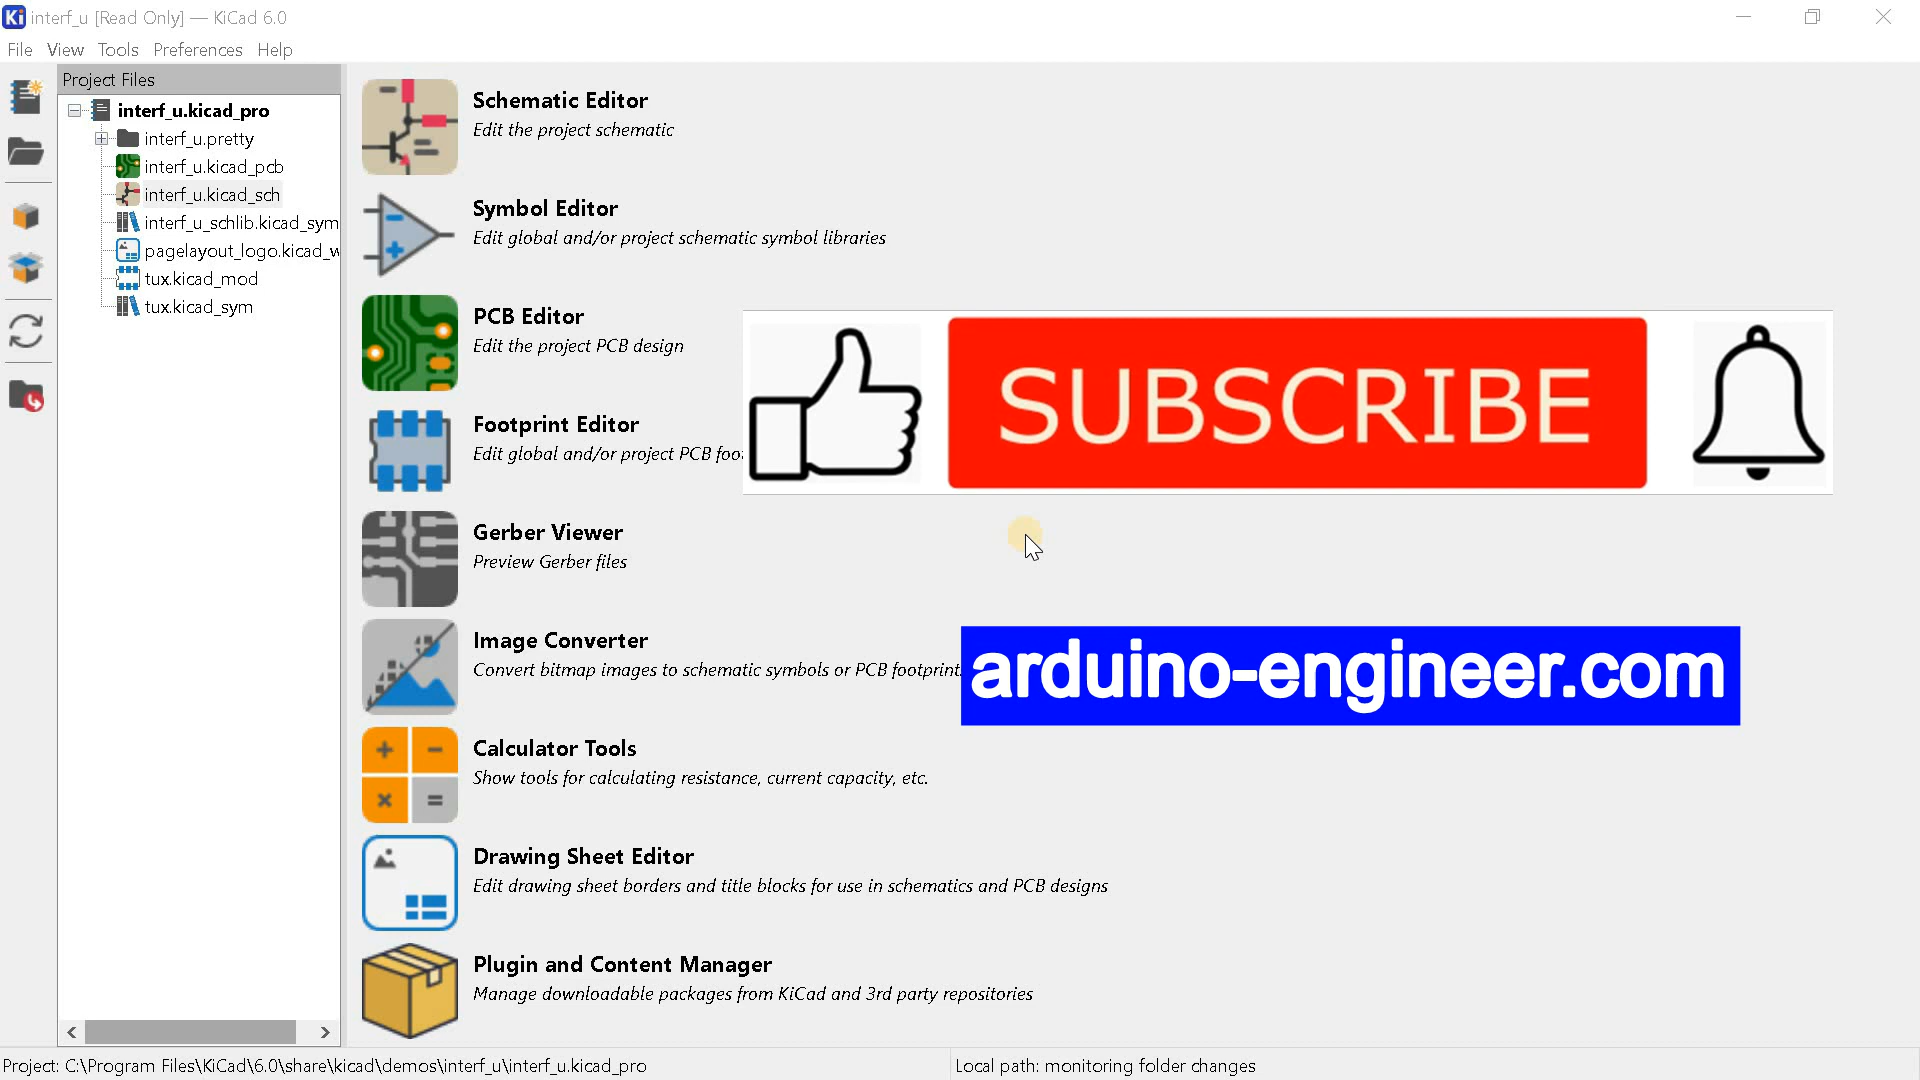 Ki interf_u [Read Only] — KiCad 6.0
File View Tools Preferences Help
Project Files
interf_u.kicad_pro
interf_u.pretty
interf_u.kicad_pcb
interf_u.kicad_sch
interf_u_schlib.kicad_sym
pagelayout_logo.kicad_w
tux.kicad_mod
tux.kicad_sym
Schematic Editor
Edit the project schematic
Symbol Editor
Edit global and/or project schematic symbol libraries
PCB Editor
Edit the project PCB design
Footprint Editor
Edit global and/or project PCB foo
SUBSCRIBE
Gerber Viewer
Preview Gerber files
Image Converter
Convert bitmap images to schematic symbols or PCB footprint
arduino-engineer.com
Calculator Tools
Show tools for calculating resistance, current capacity, etc.
Drawing Sheet Editor
Edit drawing sheet borders and title blocks for use in schematics and PCB designs
Plugin and Content Manager
Manage downloadable packages from KiCad and 3rd party repositories
Project: C:\Program Files\KiCad\6.0\share\kicad\demos\interf_u\interf_u.kicad_pro
Local path: monitoring folder changes